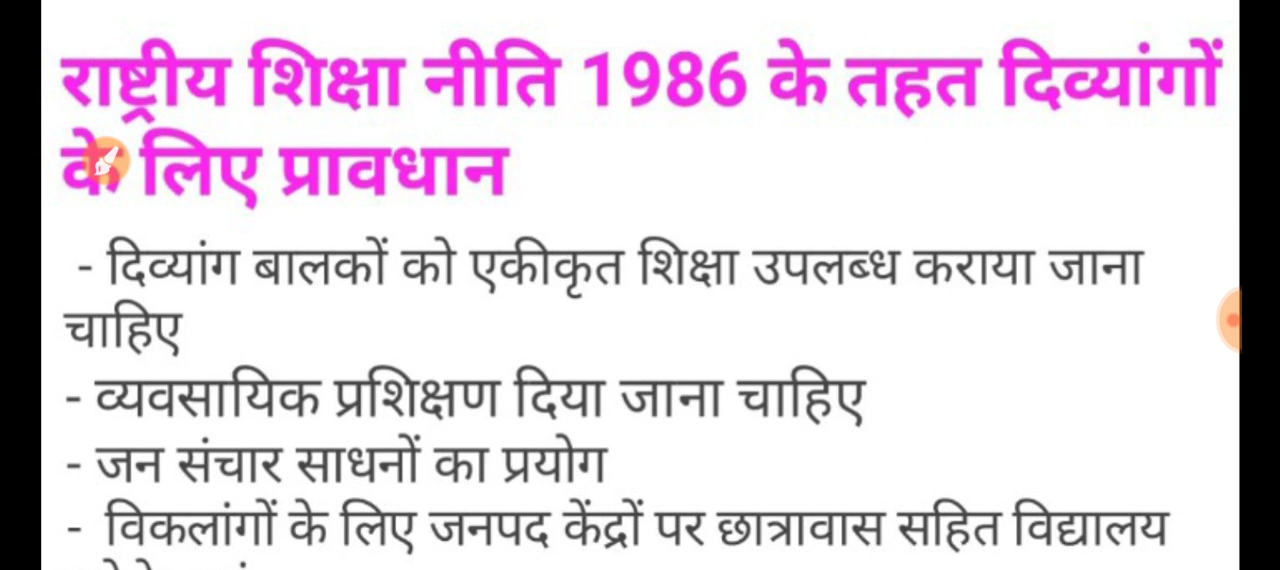 राष्ट्रीय शिक्षा नीति 1986 के तहत दिव्यांगों
के लिए प्रावधान
- दिव्यांग बालकों को एकीकृत शिक्षा उपलब्ध कराया जाना
चाहिए
- व्यवसायिक प्रशिक्षण दिया जाना चाहिए
- जन संचार साधनों का प्रयोग
- विकलांगों के लिए जनपद केंद्रों पर छात्रावास सहित विद्यालय